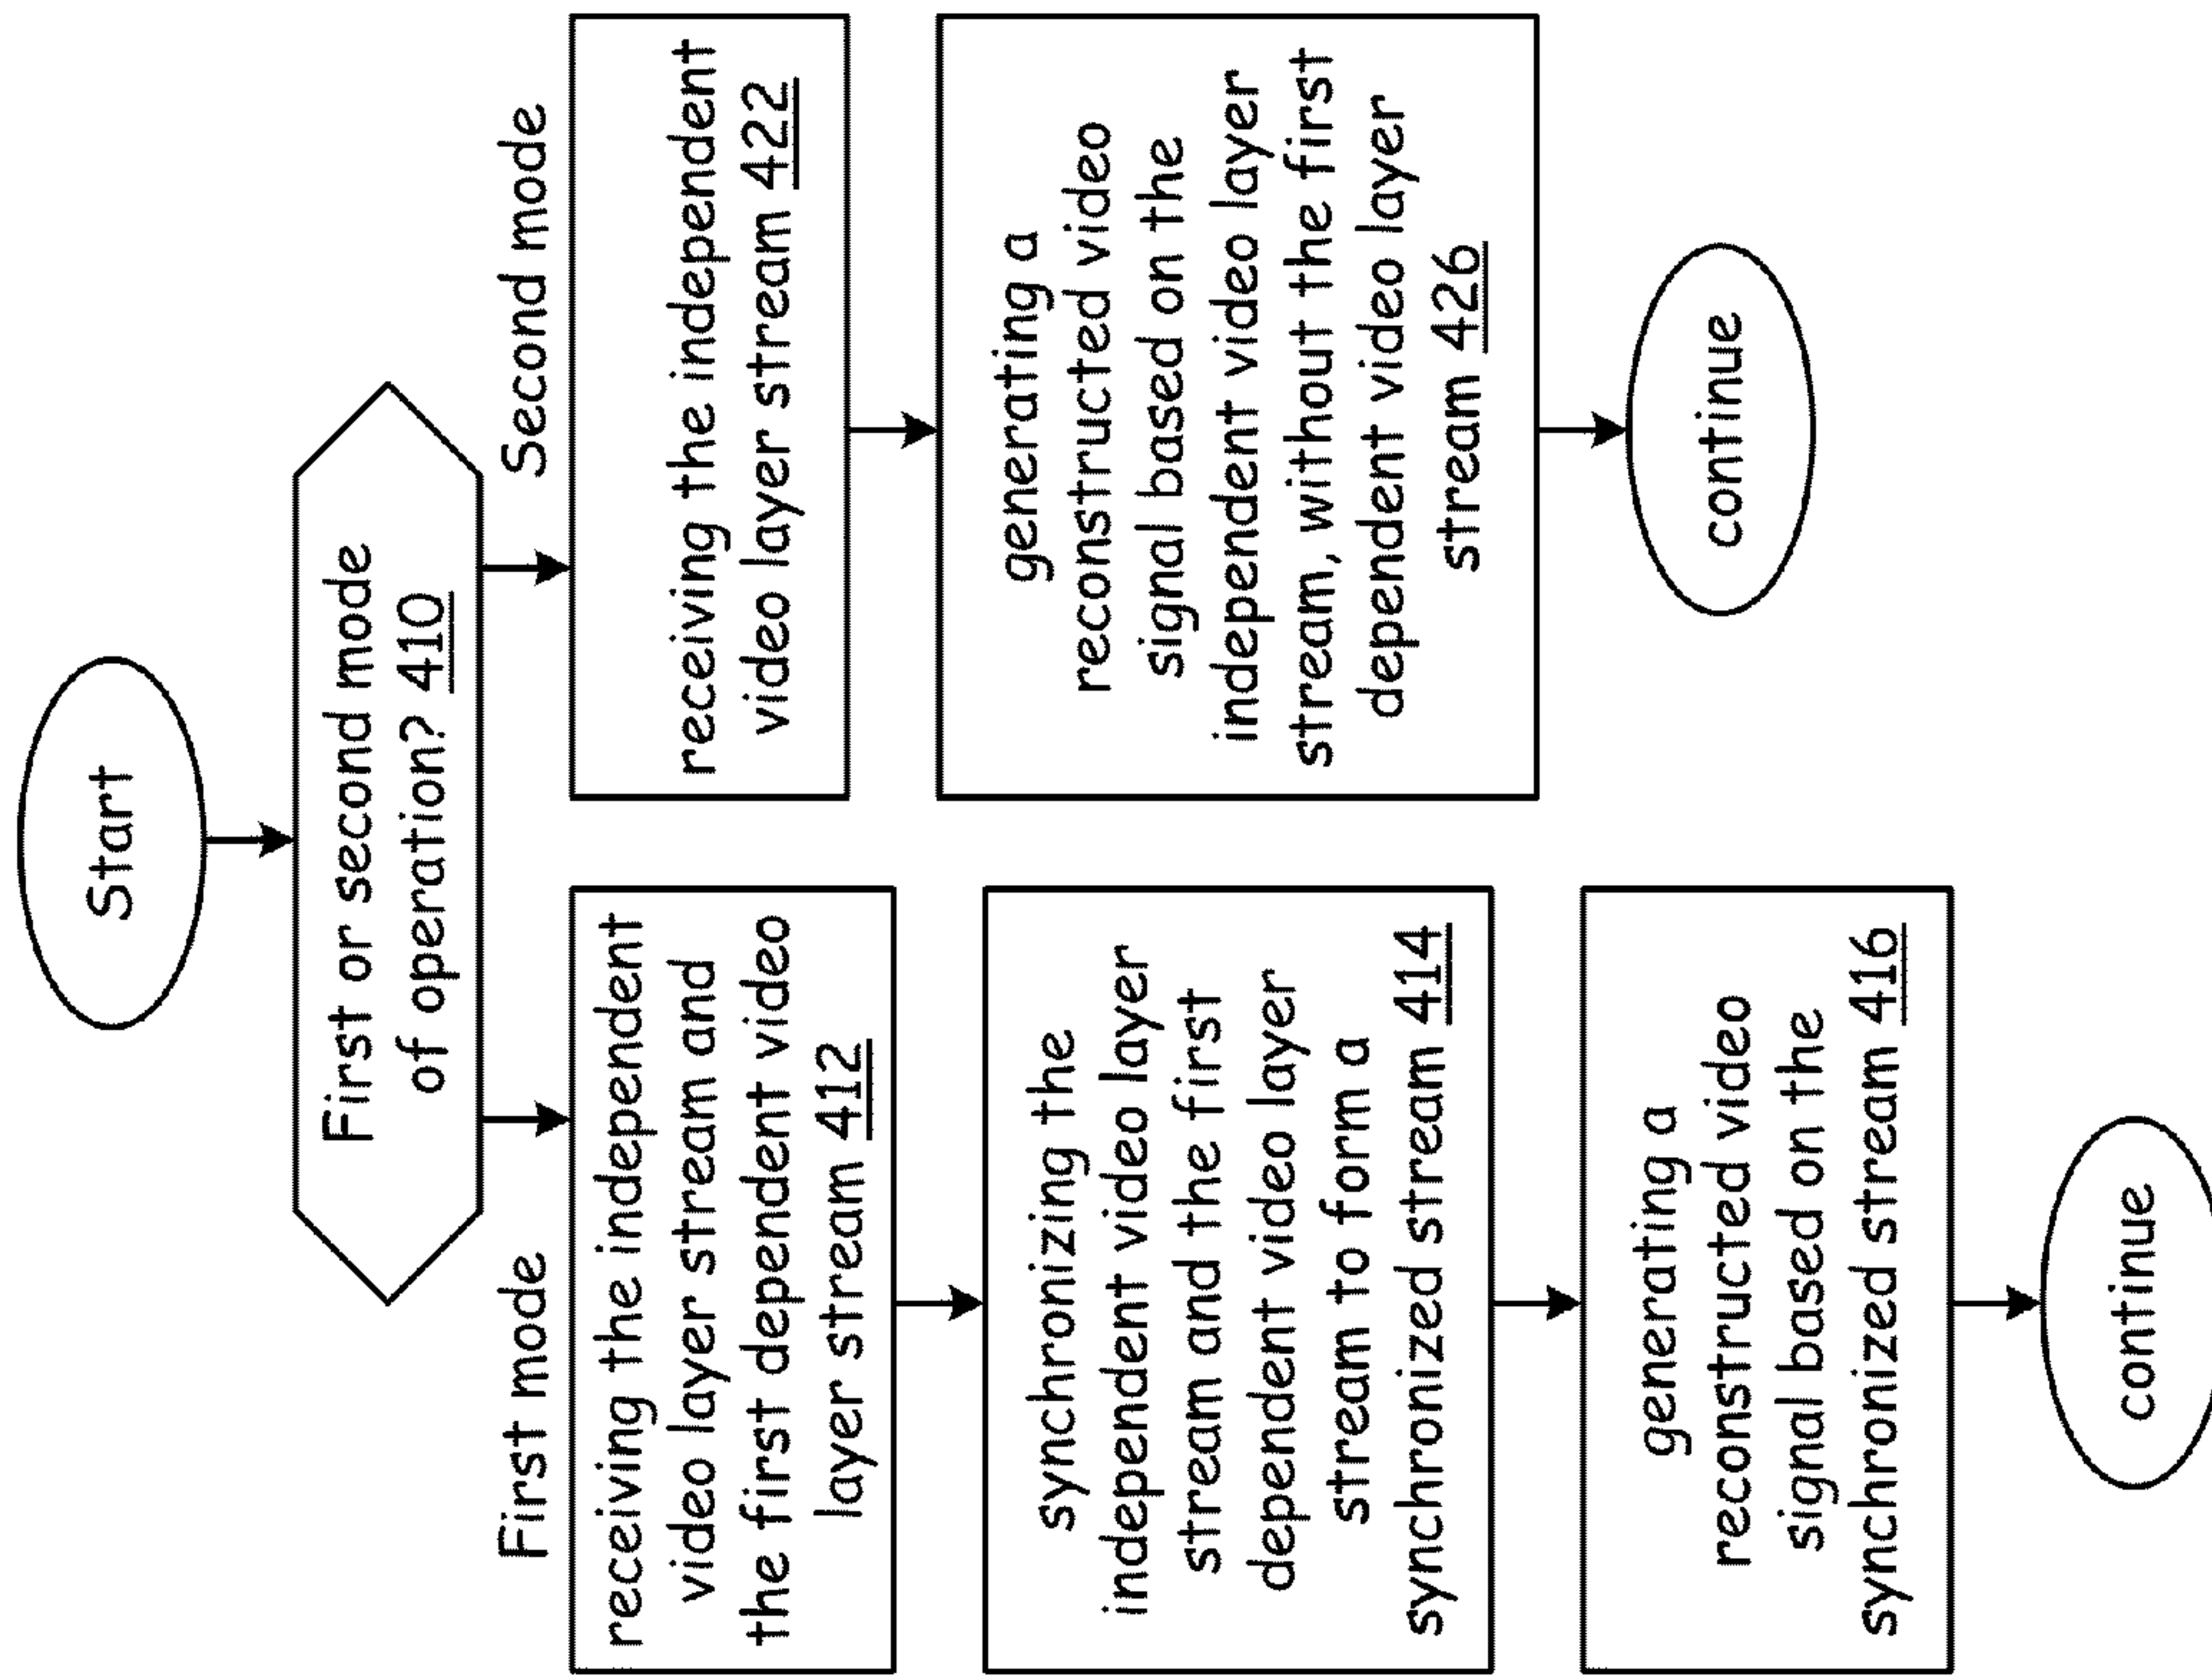 Start
First or second mode
of operation? 410
First mode
receiving the independent
video layer stream and
the first dependent video
layer stream 412
synchronizing the
independent video layer
stream and the first
dependent video layer
stream to form a
synchronized stream 414
generating a
reconstructed video
signal based on the
synchronized stream 416
continue
Second mode
receiving the independent
video layer stream 422
generating a
reconstructed video
signal based on the
independent video layer
stream, without the first
dependent video layer
stream 426
continue